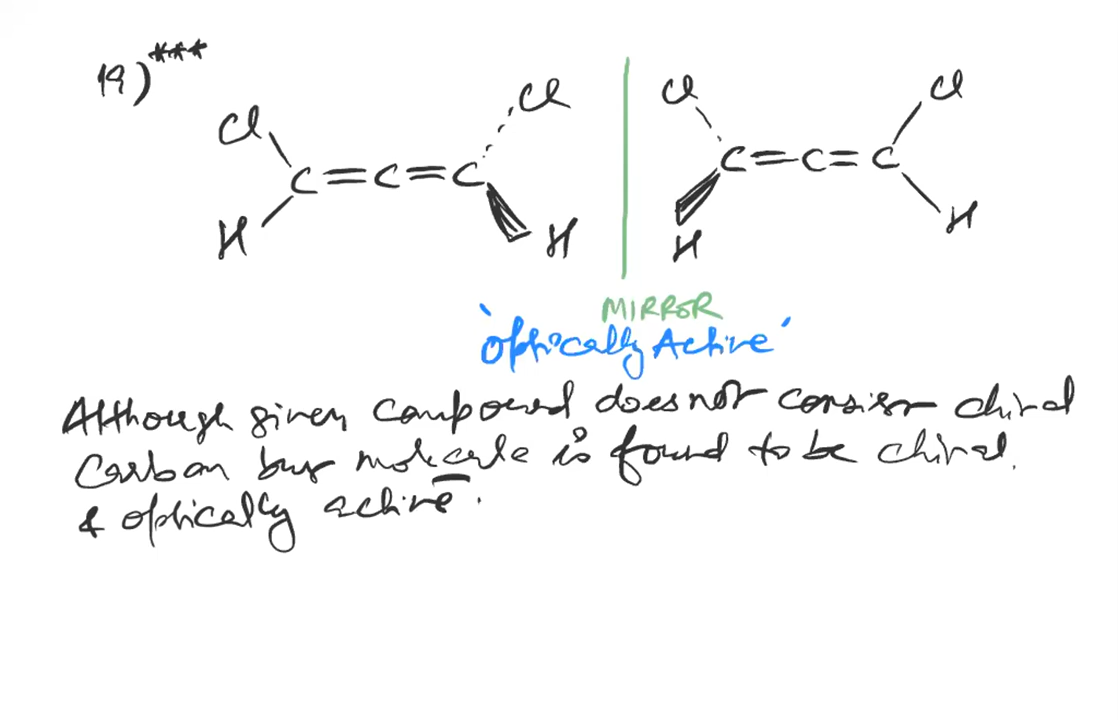 19) ***
Cl Cl Cl Cl
C=C=C C=C=C
H H H H
MIRROR
'Optically Active'
Although given compound does not consist chiral
Carbon but molecule is found to be chiral.
& optically active.